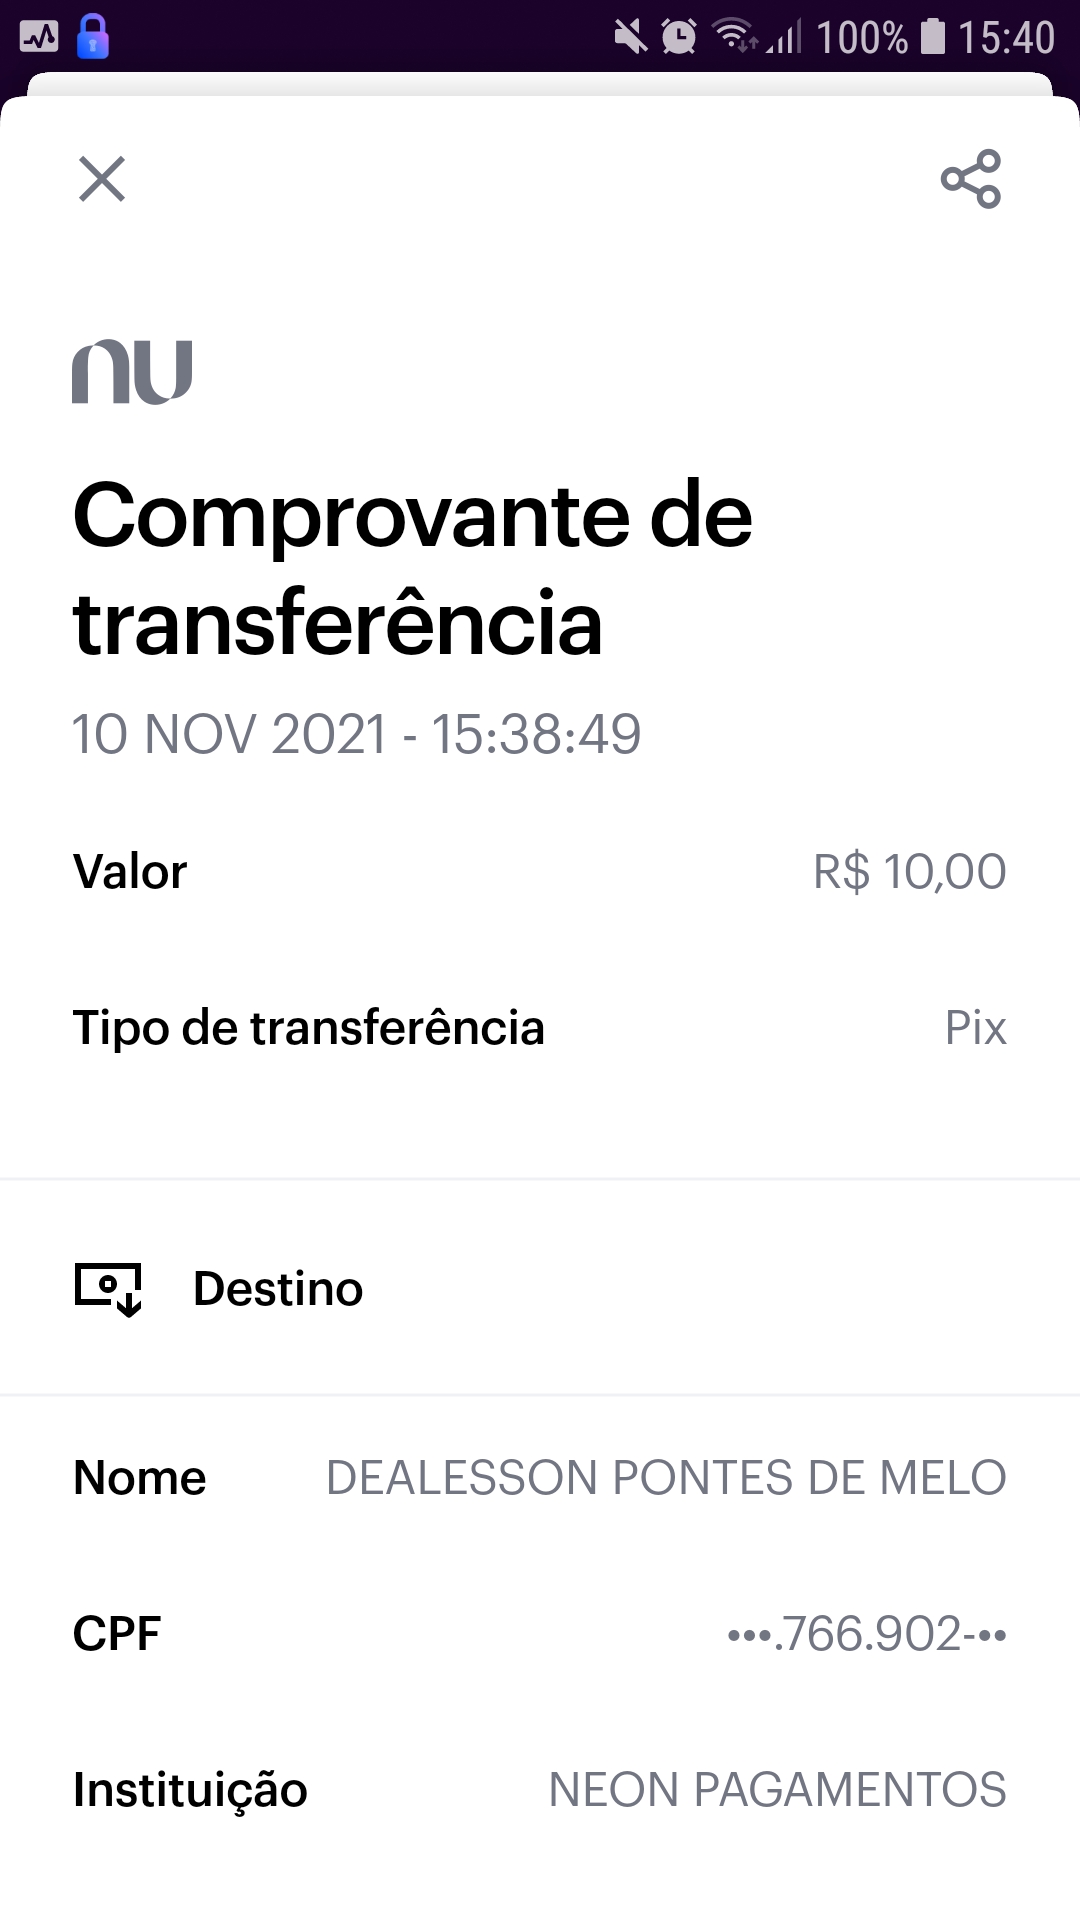 100% 15:40
nu
Comprovante de
transferência
10 NOV 2021 - 15:38:49
Valor R$ 10,00
Tipo de transferência Pix
Destino
Nome DEALESSON PONTES DE MELO
CPF •••.766.902-••
Instituição NEON PAGAMENTOS